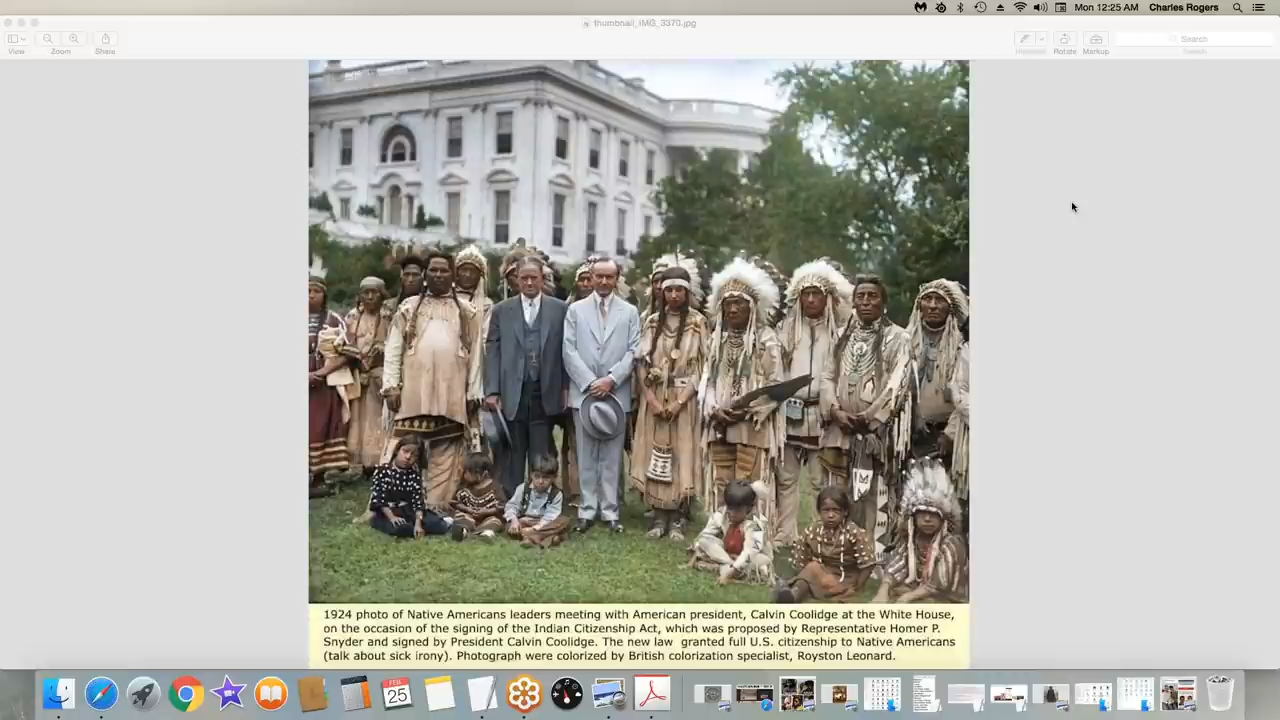 Mon 12:25 AM Charles Rogers
thumbnail_IMG_3370.jpg
View Zoom Share Rotate Markup Search
Search
1924 photo of Native Americans leaders meeting with American president, Calvin Coolidge at the White House,
on the occasion of the signing of the Indian Citizenship Act, which was proposed by Representative Homer P.
Snyder and signed by President Calvin Coolidge. The new law granted full U.S. citizenship to Native Americans
(talk about sick irony). Photograph were colorized by British colorization specialist, Royston Leonard.
FEB
25